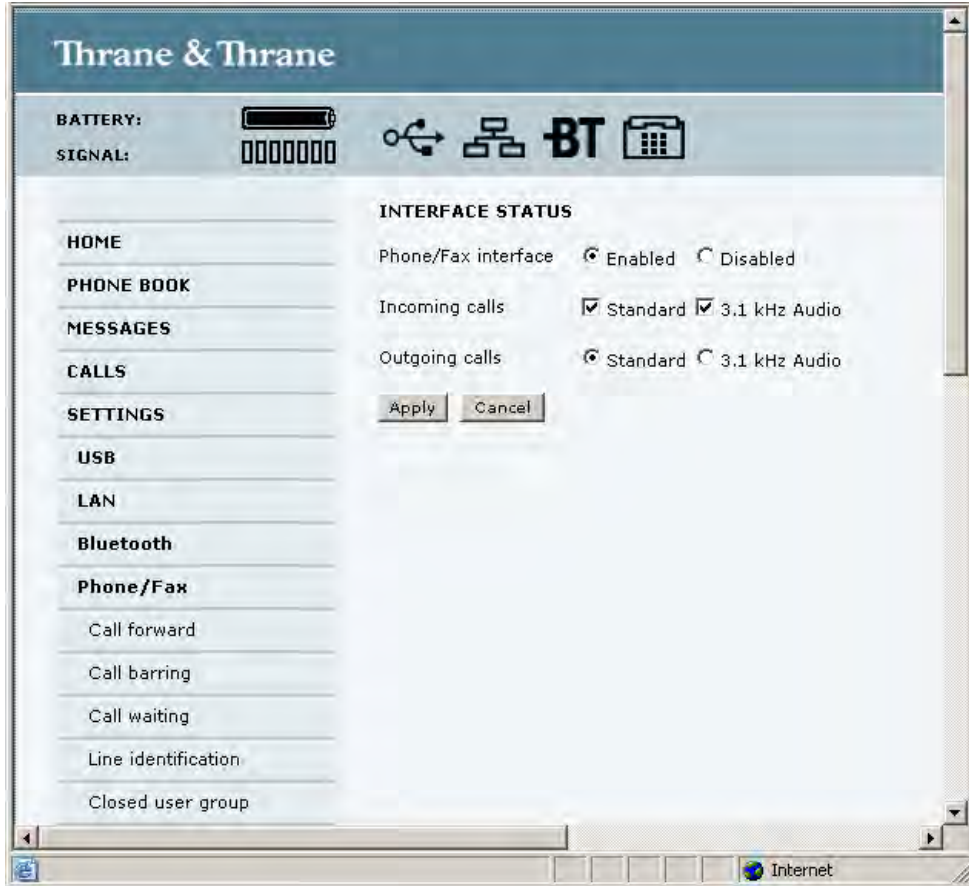 Thrane & Thrane
BATTERY:
SIGNAL:
BT
INTERFACE STATUS
Phone/Fax interface Enabled Disabled
Incoming calls Standard 3.1 kHz Audio
Outgoing calls Standard 3.1 kHz Audio
Apply Cancel
HOME
PHONE BOOK
MESSAGES
CALLS
SETTINGS
USB
LAN
Bluetooth
Phone/Fax
Call forward
Call barring
Call waiting
Line identification
Closed user group
Internet